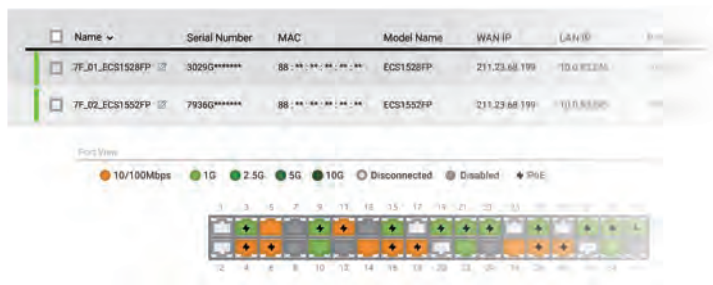 Name Serial Number MAC Model Name WAN IP LAN IP
7F_01_ECS1528FP 3029G******* 88 : ** : ** : ** : ** : ** ECS1528FP 211.23.68.199
7F_02_ECS1552FP 7936G******* 88 : ** : ** : ** : ** : ** ECS1552FP 211.23.68.199
Port View
10/100Mbps 1G 2.5G 5G 10G Disconnected Disabled PoE
1 3 5 7 9 11 13 15 17 19 21
2 4 6 8 10 12 14 16 18 20 22